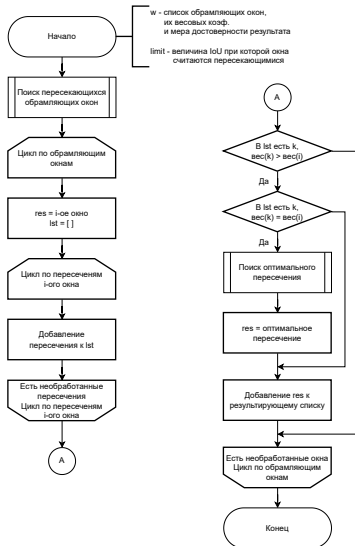 Начало
w - список обрамляющих окон,
их весовых коэф.
и мера достоверности результата
limit - величина IoU при которой окна
считаются пересекающимися
Поиск пересекающихся
обрамляющих окон
Цикл по обрамляющим
окнам
res = i-ое окно
lst = [ ]
Цикл по пересеченям
i-ого окна
Добавление
пересечения к lst
Есть необработанные
пересечения
Цикл по пересеченям
i-ого окна
А
А
В lst есть k,
вес(k) > вес(i)
Да
В lst есть k,
вес(k) = вес(i)
Да
Поиск оптимального
пересечения
res = оптимальное
пересечение
Добавление res к
результирующему списку
Есть необработанные окна
Цикл по обрамляющим
окнам
Конец